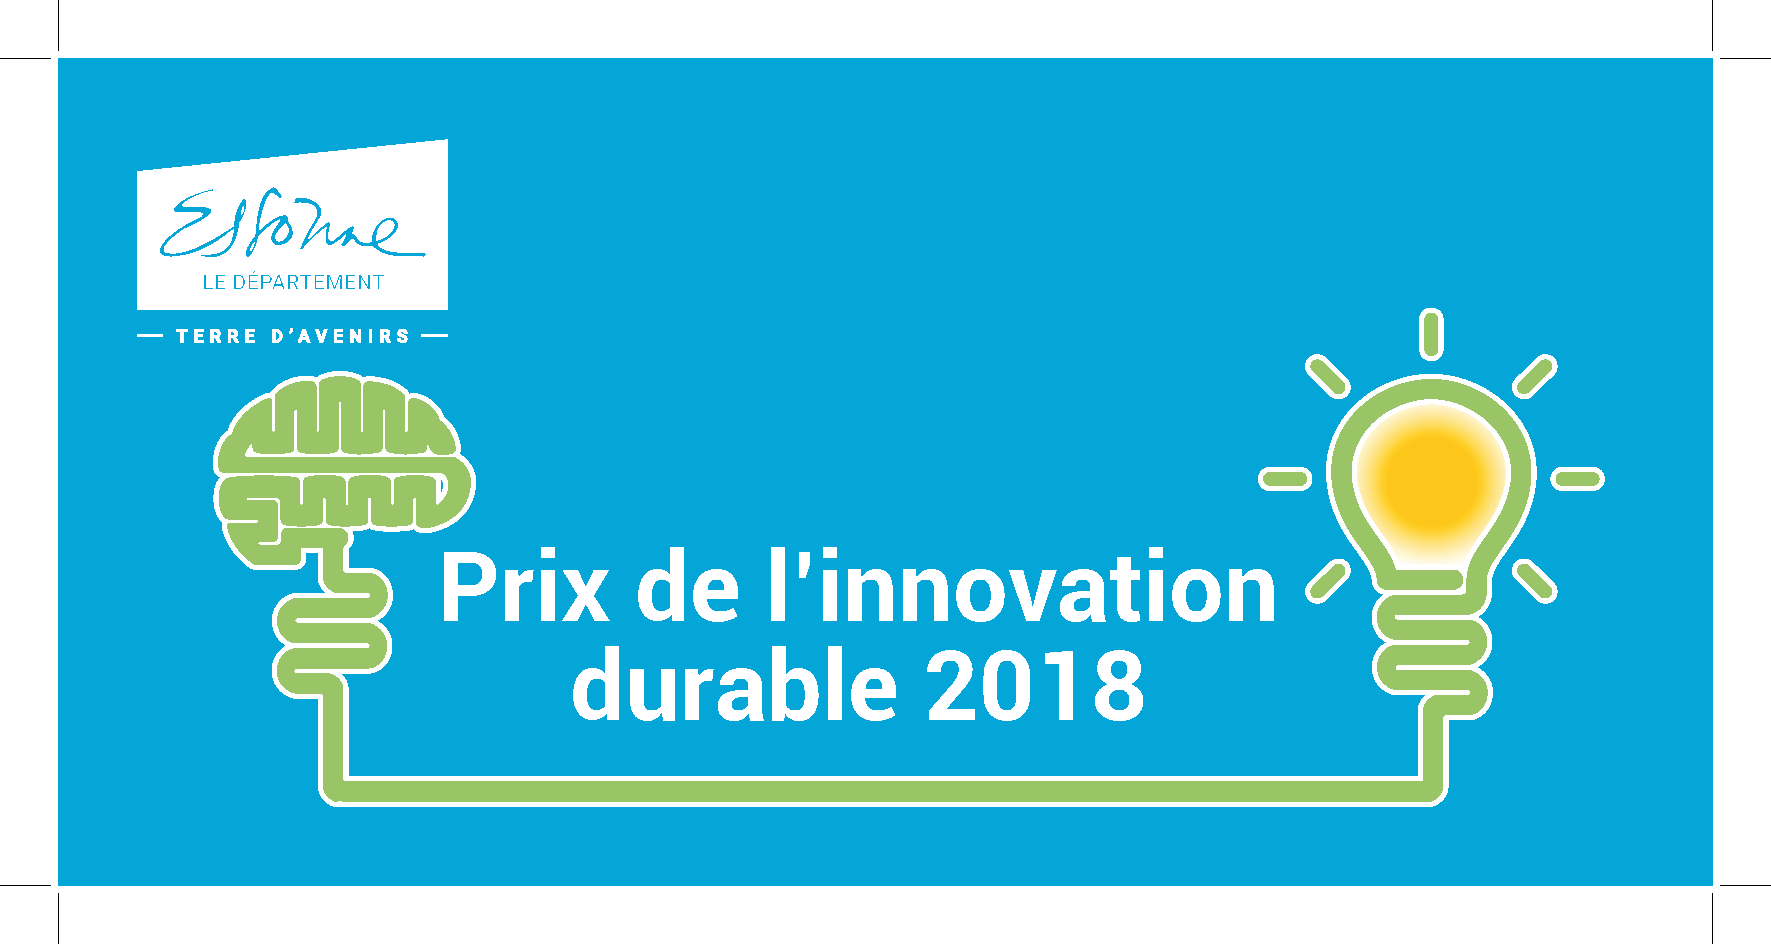 Essonne
LE DÉPARTEMENT
TERRE D'AVENIRS
Prix de l'innovation
durable 2018